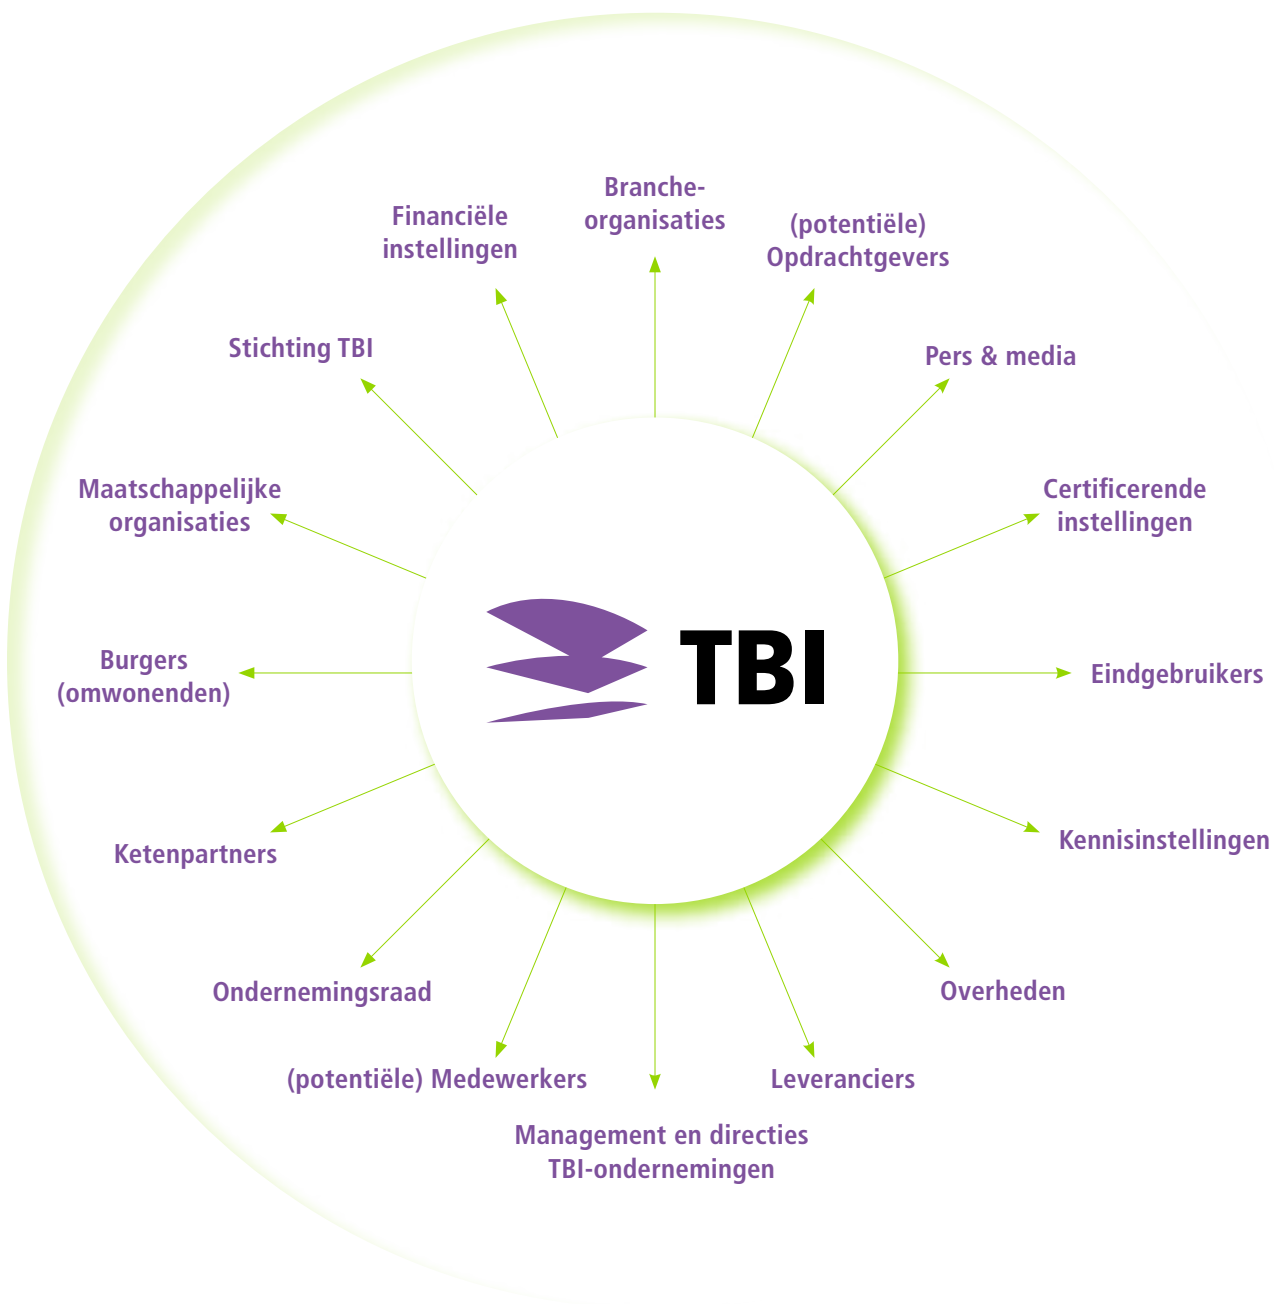 Branche-
organisaties
Financiële
instellingen
(potentiële)
Opdrachtgevers
Stichting TBI
Pers & media
Maatschappelijke
organisaties
Certificerende
instellingen
TBI
Burgers
(omwonenden)
Eindgebruikers
Ketenpartners
Kennisinstellingen
Ondernemingsraad
Overheden
(potentiële) Medewerkers
Leveranciers
Management en directies
TBI-ondernemingen